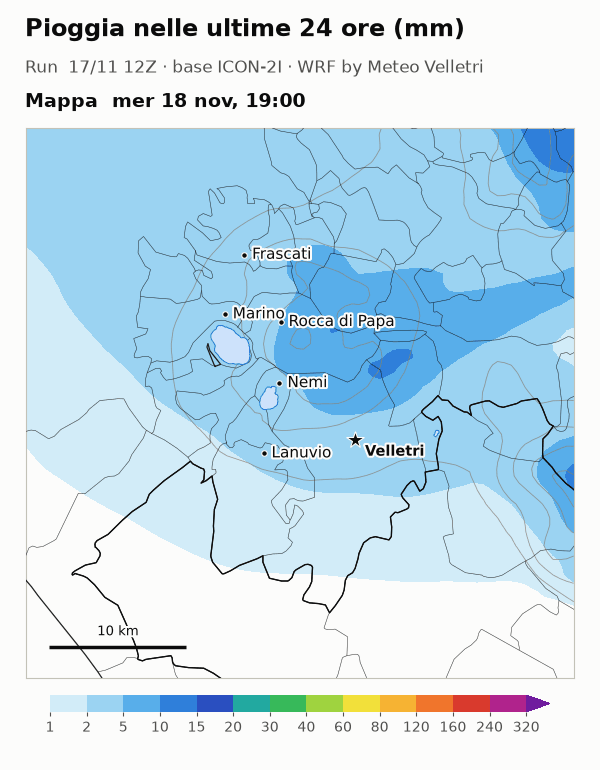 Pioggia nelle ultime 24 ore (mm)
Run  17/11 12Z · base ICON-2I · WRF by Meteo Velletri
Mappa  mer 18 nov, 19:00
Frascati
Marino
Rocca di Papa
Nemi
Velletri
Lanuvio
10 km
1 2 5 10 15 20 30 40 60 80 120 160 240 320